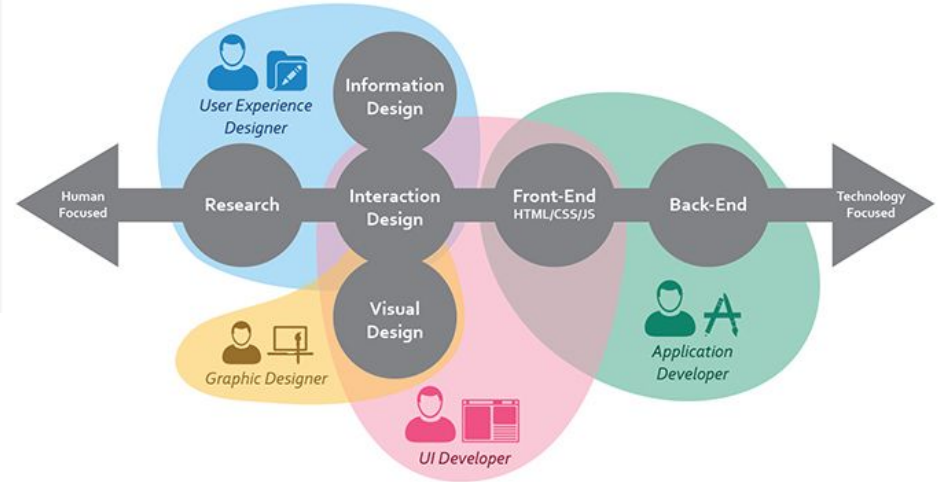 Information
Design
User Experience
Designer
Human
Focused
Research
Interaction
Design
Front-End
HTML/CSS/JS
Back-End
Technology
Focused
Visual
Design
Graphic Designer
Application
Developer
UI Developer